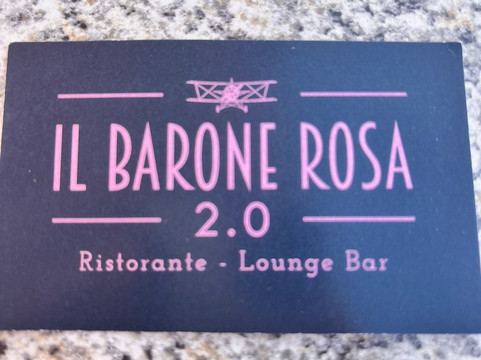 IL BARONE ROSA
2.0
Ristorante - Lounge Bar